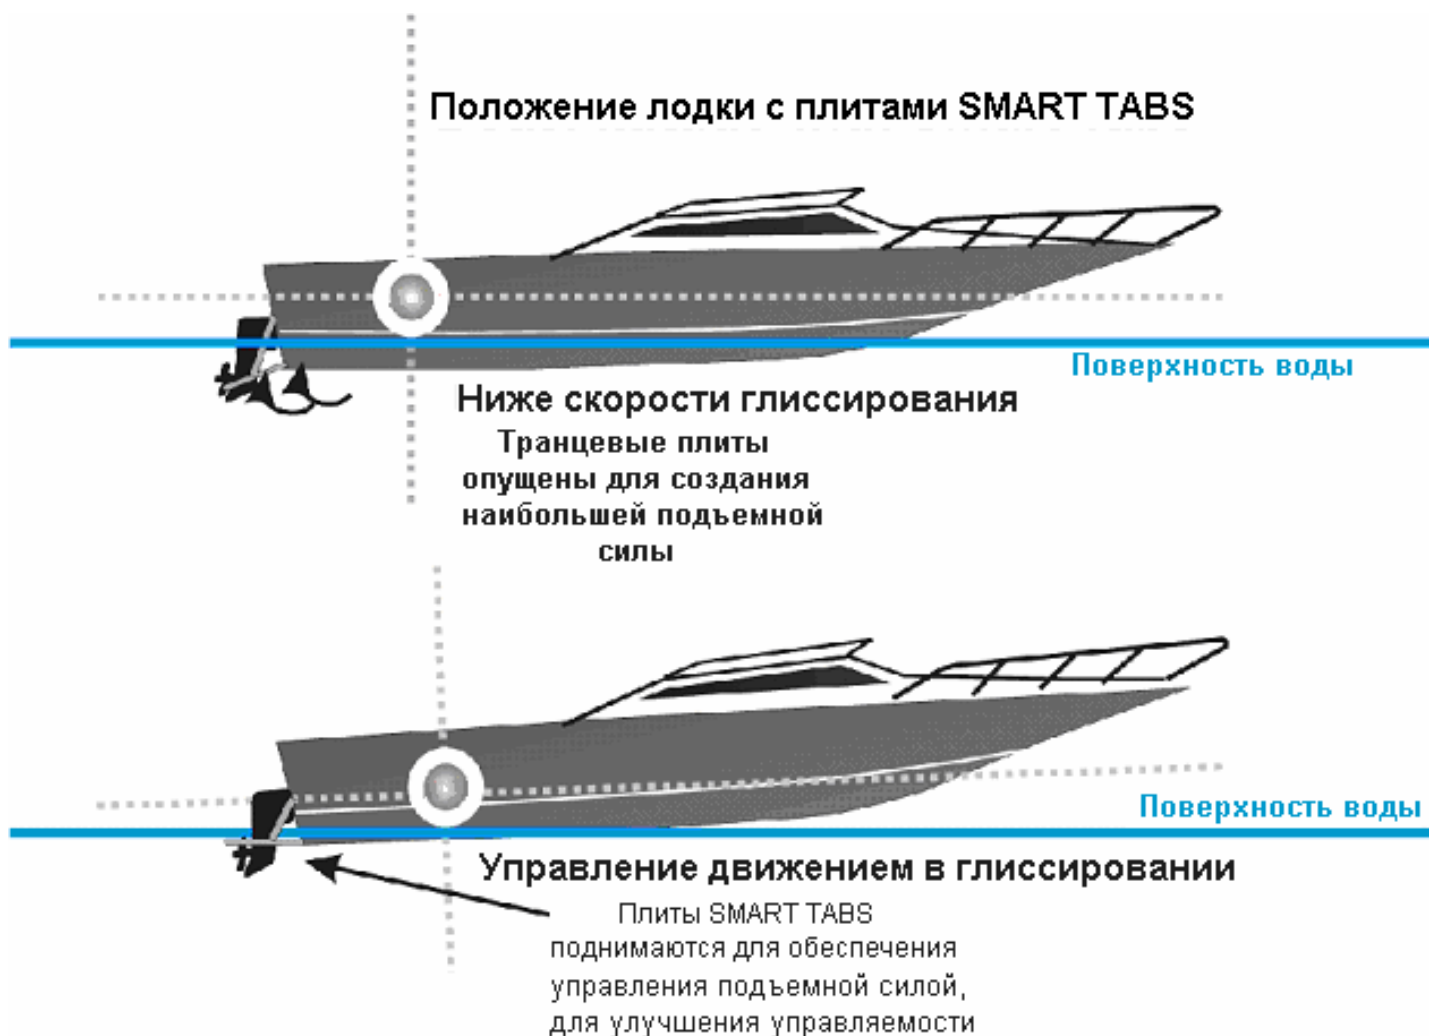 Положение лодки с плитами SMART TABS
Поверхность воды
Ниже скорости глиссирования
Транцевые плиты
опущены для создания
наибольшей подъемной
силы
Поверхность воды
Управление движением в глиссировании
Плиты SMART TABS
поднимаются для обеспечения
управления подъемной силой,
для улучшения управляемости